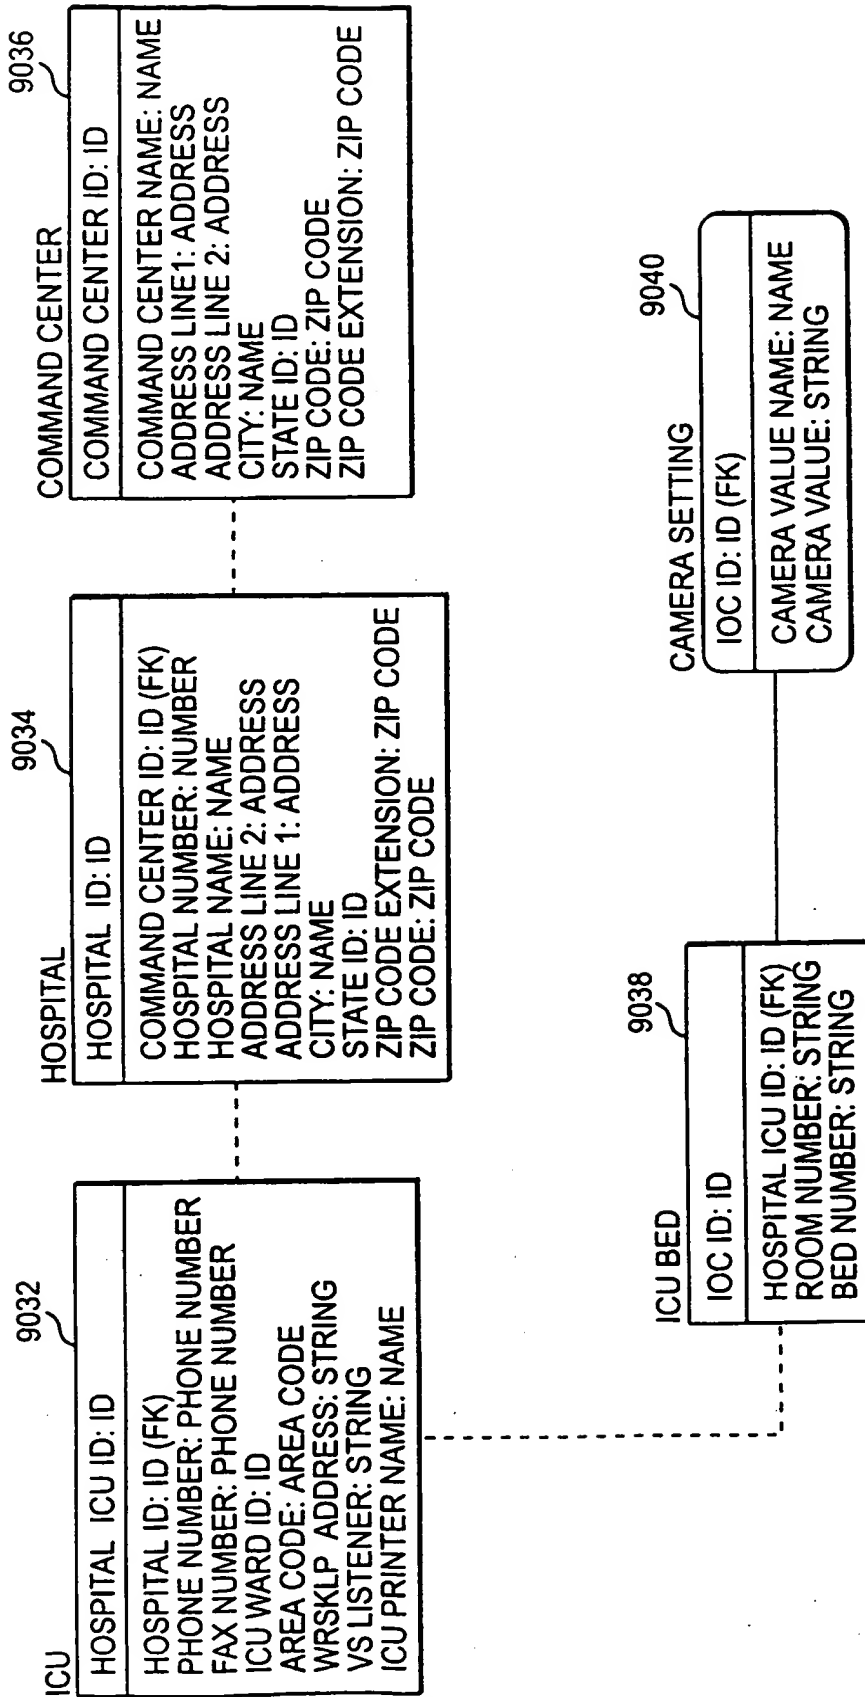 ICU
9032
HOSPITAL ICU ID: ID
HOSPITAL ID: ID (FK)
PHONE NUMBER: PHONE NUMBER
FAX NUMBER: PHONE NUMBER
ICU WARD ID: ID
AREA CODE: AREA CODE
WRSKLP ADDRESS: STRING
VS LISTENER: STRING
ICU PRINTER NAME: NAME
HOSPITAL
9034
HOSPITAL ID: ID
COMMAND CENTER ID: ID (FK)
HOSPITAL NUMBER: NUMBER
HOSPITAL NAME: NAME
ADDRESS LINE 2: ADDRESS
ADDRESS LINE 1: ADDRESS
CITY: NAME
STATE ID: ID
ZIP CODE EXTENSION: ZIP CODE
ZIP CODE: ZIP CODE
COMMAND CENTER
9036
COMMAND CENTER ID: ID
COMMAND CENTER NAME: NAME
ADDRESS LINE1: ADDRESS
ADDRESS LINE 2: ADDRESS
CITY: NAME
STATE ID: ID
ZIP CODE: ZIP CODE
ZIP CODE EXTENSION: ZIP CODE
ICU BED
9038
IOC ID: ID
HOSPITAL ICU ID: ID (FK)
ROOM NUMBER: STRING
BED NUMBER: STRING
CAMERA SETTING
9040
IOC ID: ID (FK)
CAMERA VALUE NAME: NAME
CAMERA VALUE: STRING